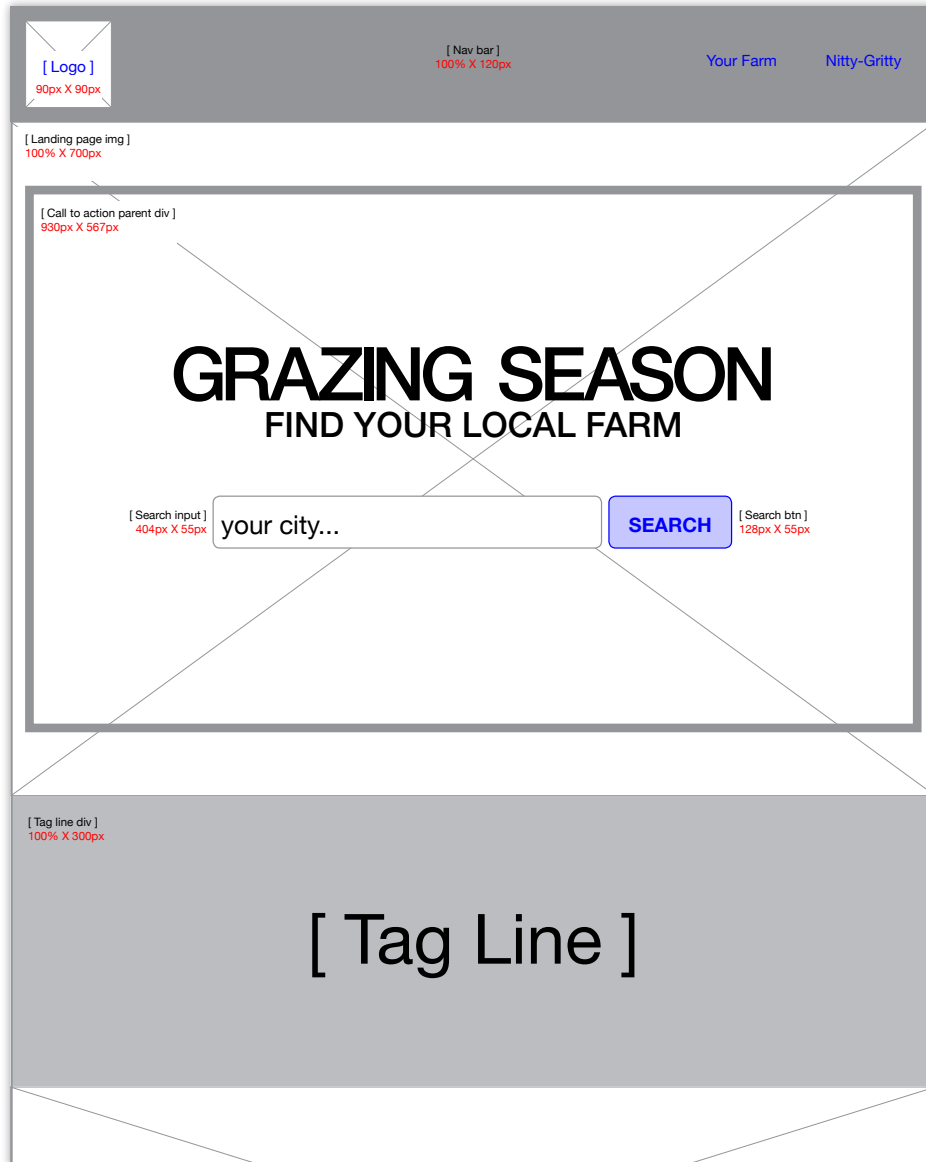 [ Logo ]
90px X 90px
[ Nav bar ]
100% X 120px
Your Farm
Nitty-Gritty
[ Landing page img ]
100% X 700px
[ Call to action parent div ]
930px X 567px
GRAZING SEASON
FIND YOUR LOCAL FARM
[ Search input ]
404px X 55px
your city...
SEARCH
[ Search btn ]
128px X 55px
[ Tag line div ]
100% X 300px
[ Tag Line ]